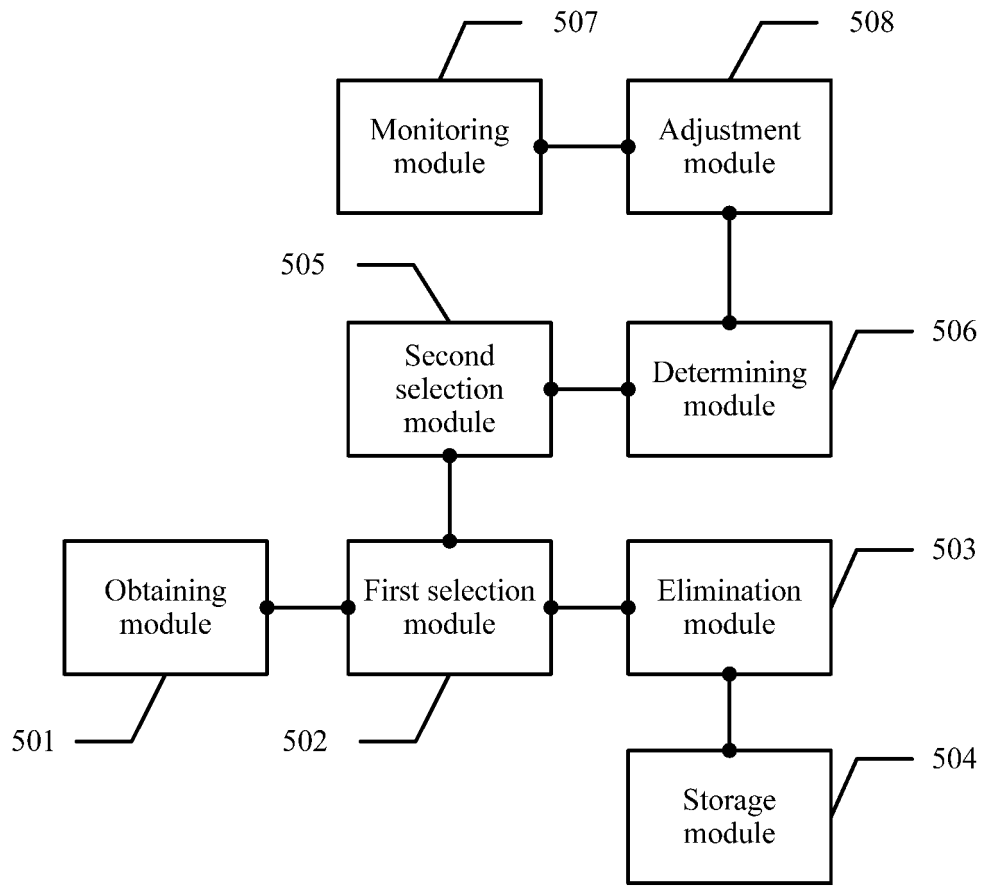 507
508
Monitoring
module
Adjustment
module
505
506
Second
selection
module
Determining
module
503
Obtaining
module
First selection
module
Elimination
module
501
502
504
Storage
module